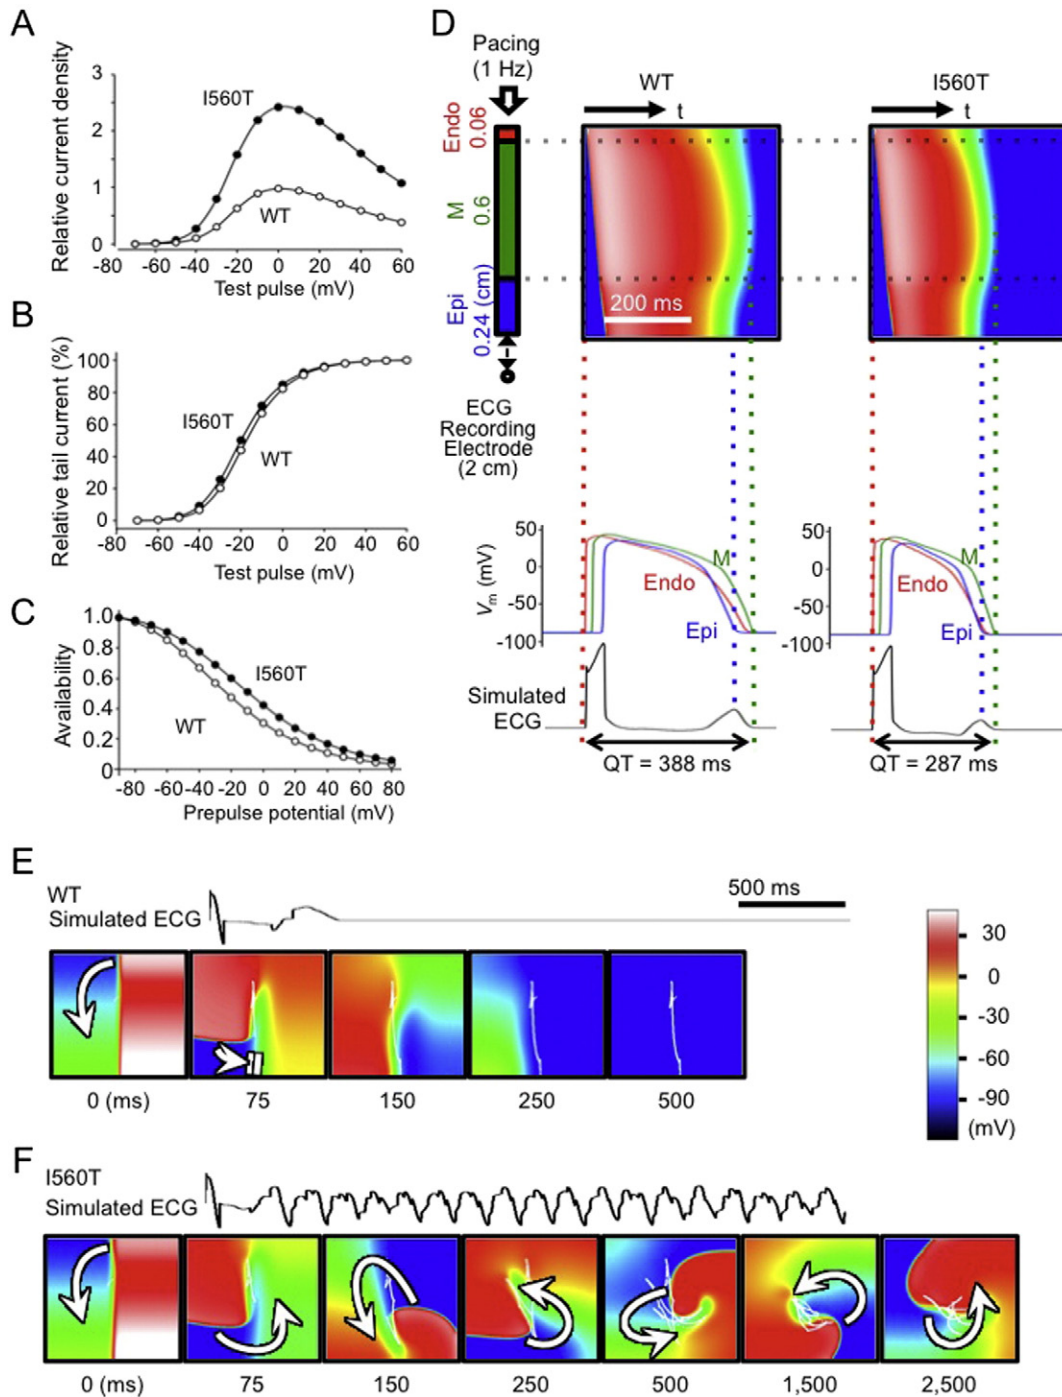 A
Relative current density
3
2
1
0
I560T
WT
-80 -60 -40 -20 0 20 40 60
Test pulse (mV)
B
Relative tail current (%)
100
80
60
40
20
0
I560T
WT
-80 -60 -40 -20 0 20 40 60
Test pulse (mV)
C
Availability
1.0
0.8
0.6
0.4
0.2
0
I560T
WT
-80 -60 -40 -20 0 20 40 60 80
Prepulse potential (mV)
D
Pacing
(1 Hz)
Endo
0.06
M
0.6
Epi
0.24 (cm)
ECG
Recording
Electrode
(2 cm)
WT
t
200 ms
I560T
t
50
0
-50
-100
Vm (mV)
M
Endo
Epi
50
0
-50
-100
M
Endo
Epi
Simulated
ECG
QT = 388 ms
QT = 287 ms
E
WT
Simulated ECG
500 ms
0 (ms) 75 150 250 500
30
0
-30
-60
-90
(mV)
F
I560T
Simulated ECG
0 (ms) 75 150 250 500 1,500 2,500